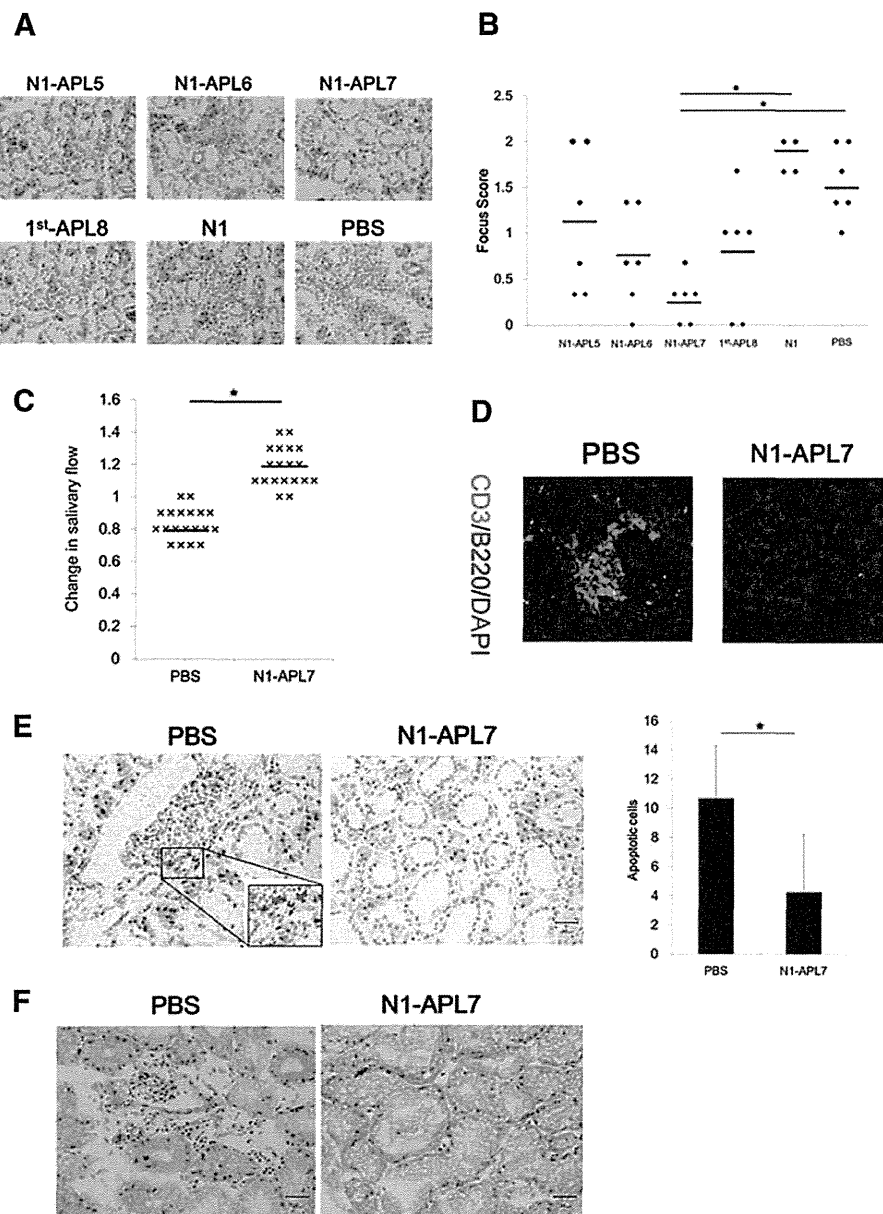 A
N1-APL5 N1-APL6 N1-APL7
1st-APL8 N1 PBS
B
Focus Score
2.5
2
1.5
1
0.5
0
N1-APL5 N1-APL6 N1-APL7 1st-APL8 N1 PBS
*
*
C
Change in salivary flow
1.6
1.4
1.2
1
0.8
0.6
0.4
0.2
0
PBS N1-APL7
*
D
PBS N1-APL7
CD3/B220/DAPI
E
PBS N1-APL7
Apoptotic cells
16
14
12
10
8
6
4
2
0
PBS N1-APL7
*
F
PBS N1-APL7